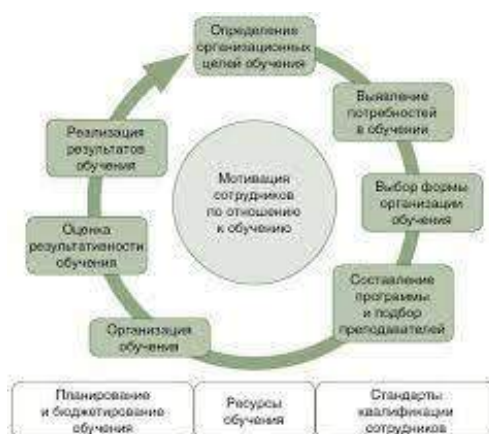 Определение
организационных
целей обучения
Выявление
потребностей
в обучении
Выбор формы
организации
обучения
Составление
программы
и подбор
преподавателей
Организация
обучения
Оценка
результативности
обучения
Реализация
результатов
обучения
Мотивация
сотрудников
по отношению
к обучению
Планирование
и бюджетирование
обучения
Ресурсы
обучения
Стандарты
квалификации
сотрудников